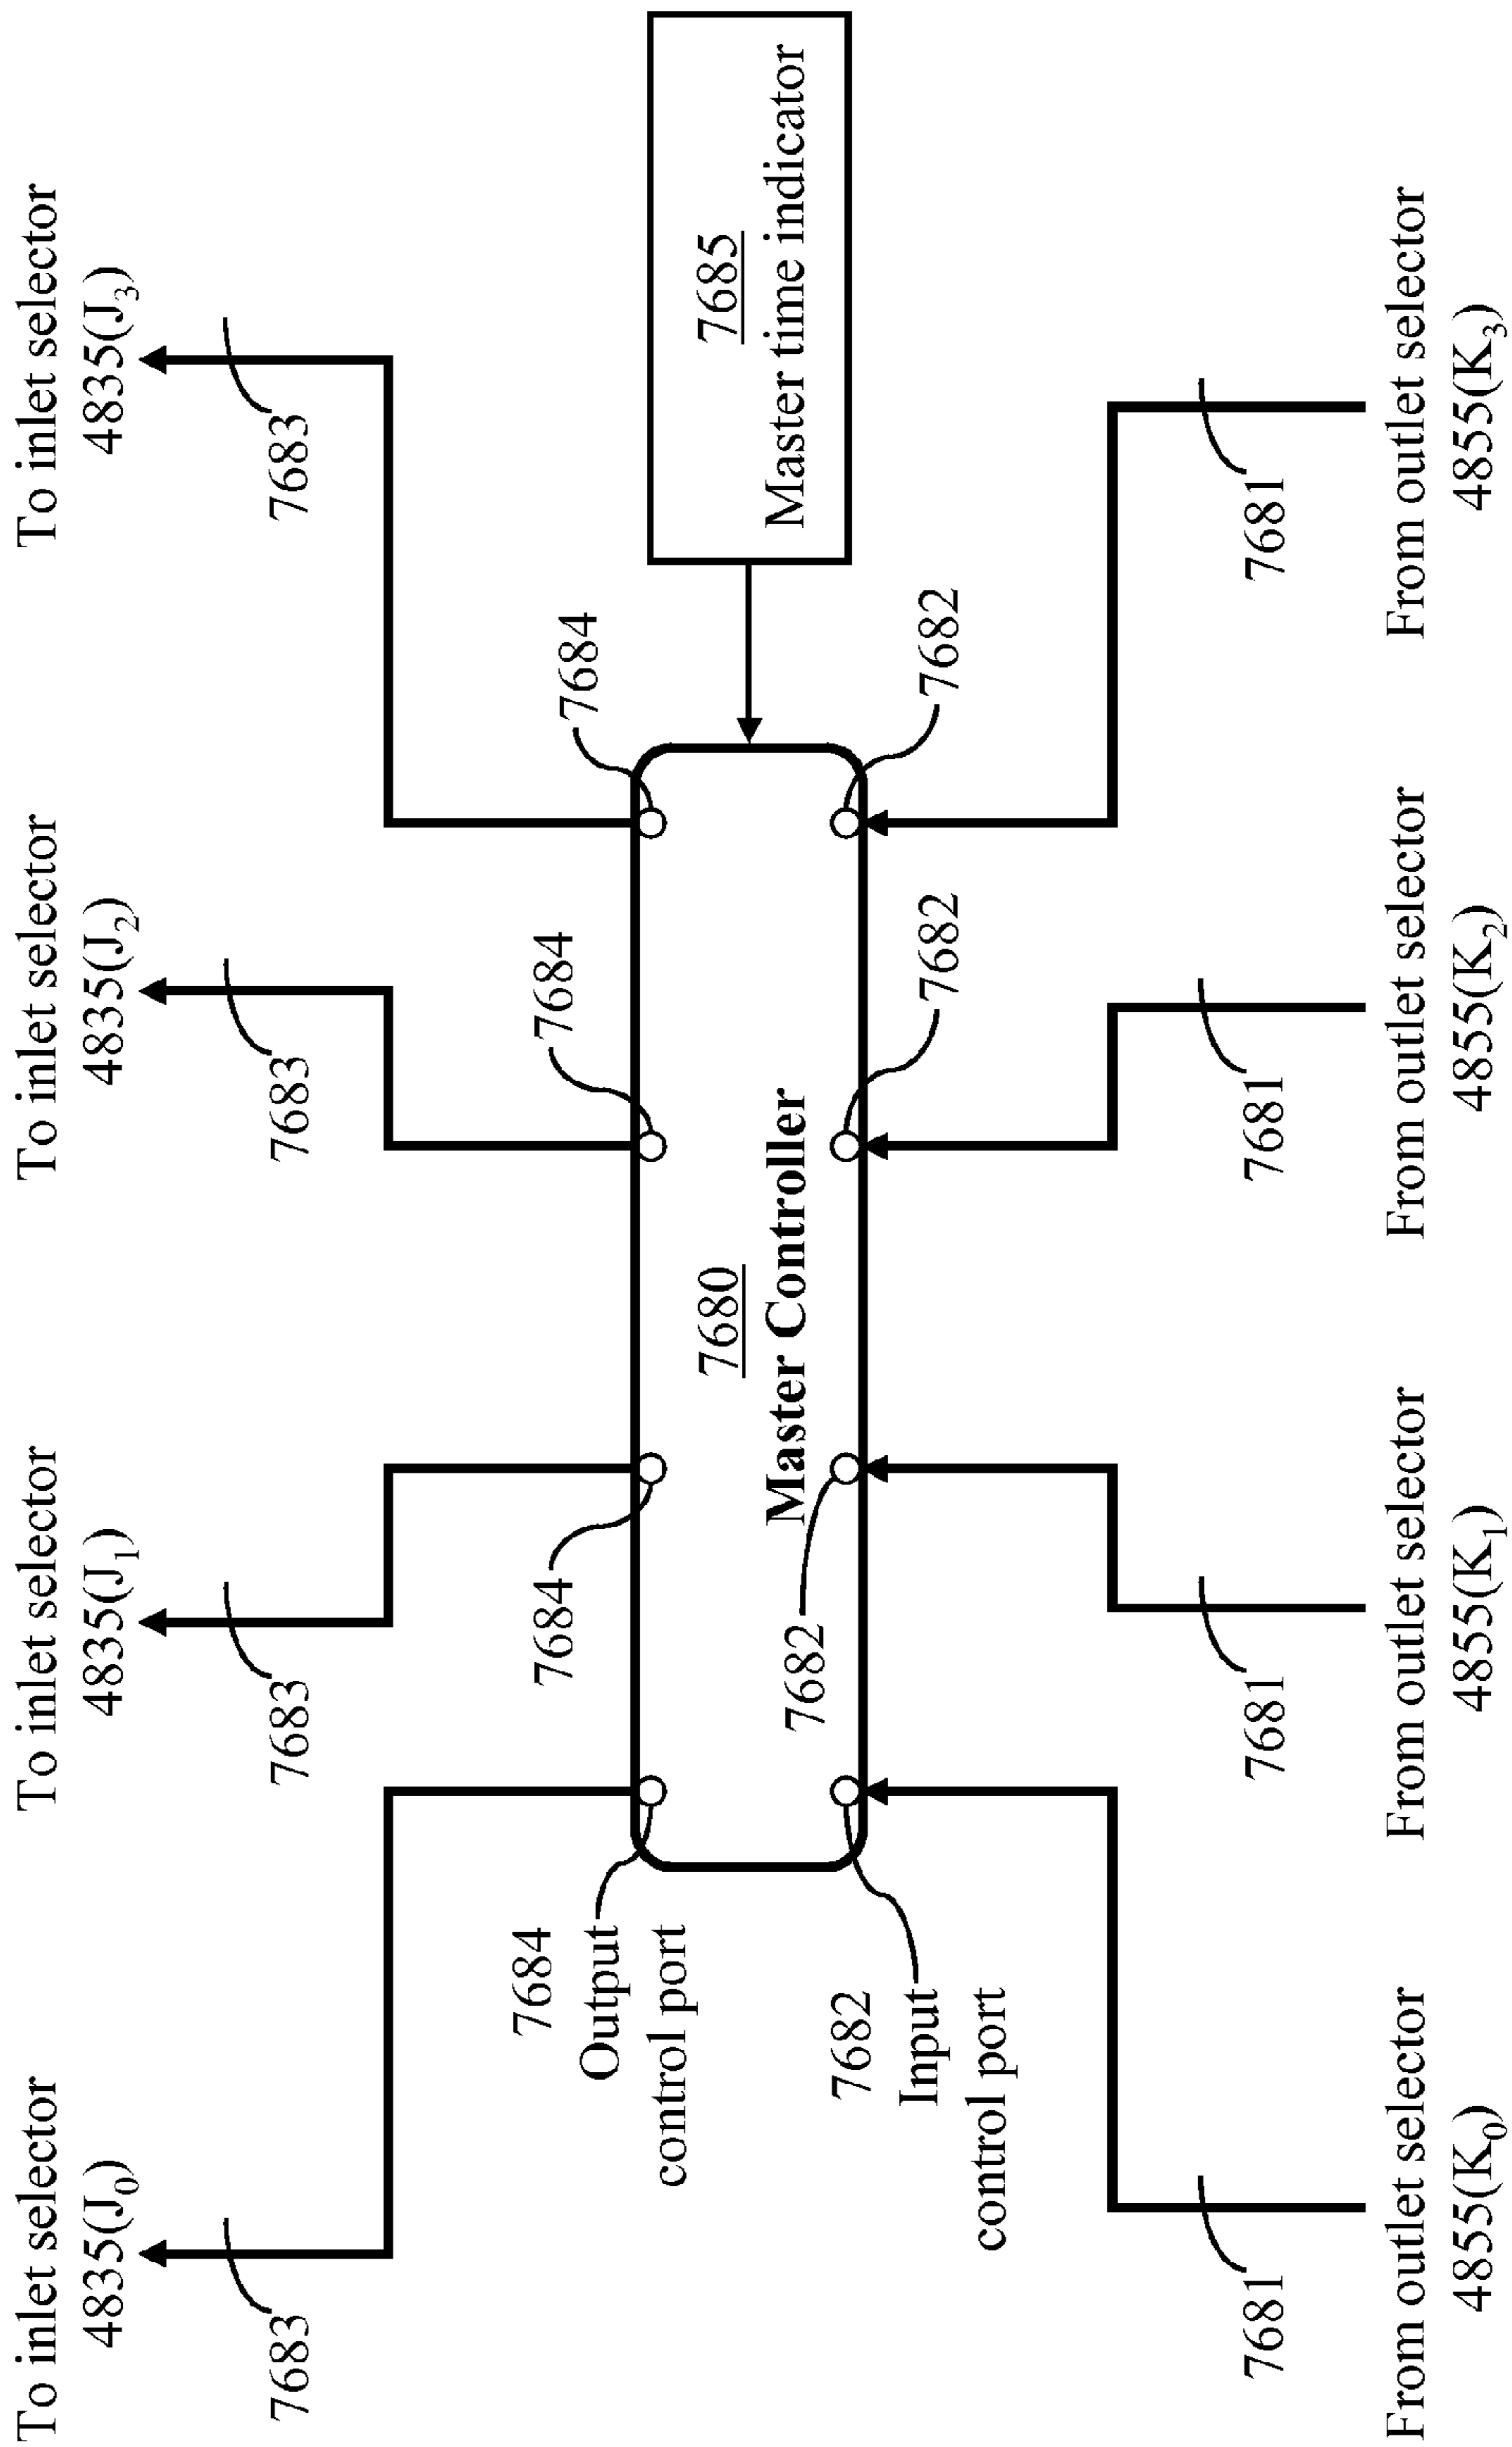 To inlet selector
4835(J₀)
To inlet selector
4835(J₁)
To inlet selector
4835(J₂)
To inlet selector
4835(J₃)
7683
7683
7683
7683
7684
Output
control port
7684
7684
7684
7680
Master Controller
7685
Master time indicator
7682
Input
control port
7682
7682
7682
7681
7681
7681
7681
From outlet selector
4855(K₀)
From outlet selector
4855(K₁)
From outlet selector
4855(K₂)
From outlet selector
4855(K₃)